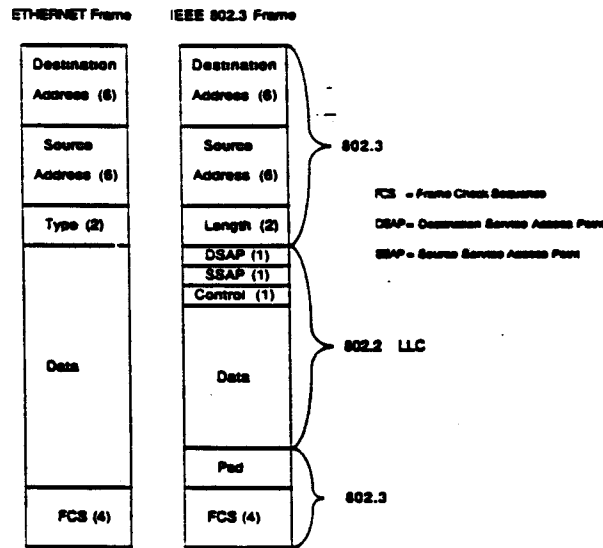 ETHERNET Frame
IEEE 802.3 Frame
Destination
Address (6)
Source
Address (6)
Type (2)
Data
FCS (4)
Destination
Address (6)
Source
Address (6)
Length (2)
DSAP (1)
SSAP (1)
Control (1)
Data
Pad
FCS (4)
802.3
802.2 LLC
802.3
FCS = Frame Check Sequence
DSAP = Destination Service Access Point
SSAP = Source Service Access Point